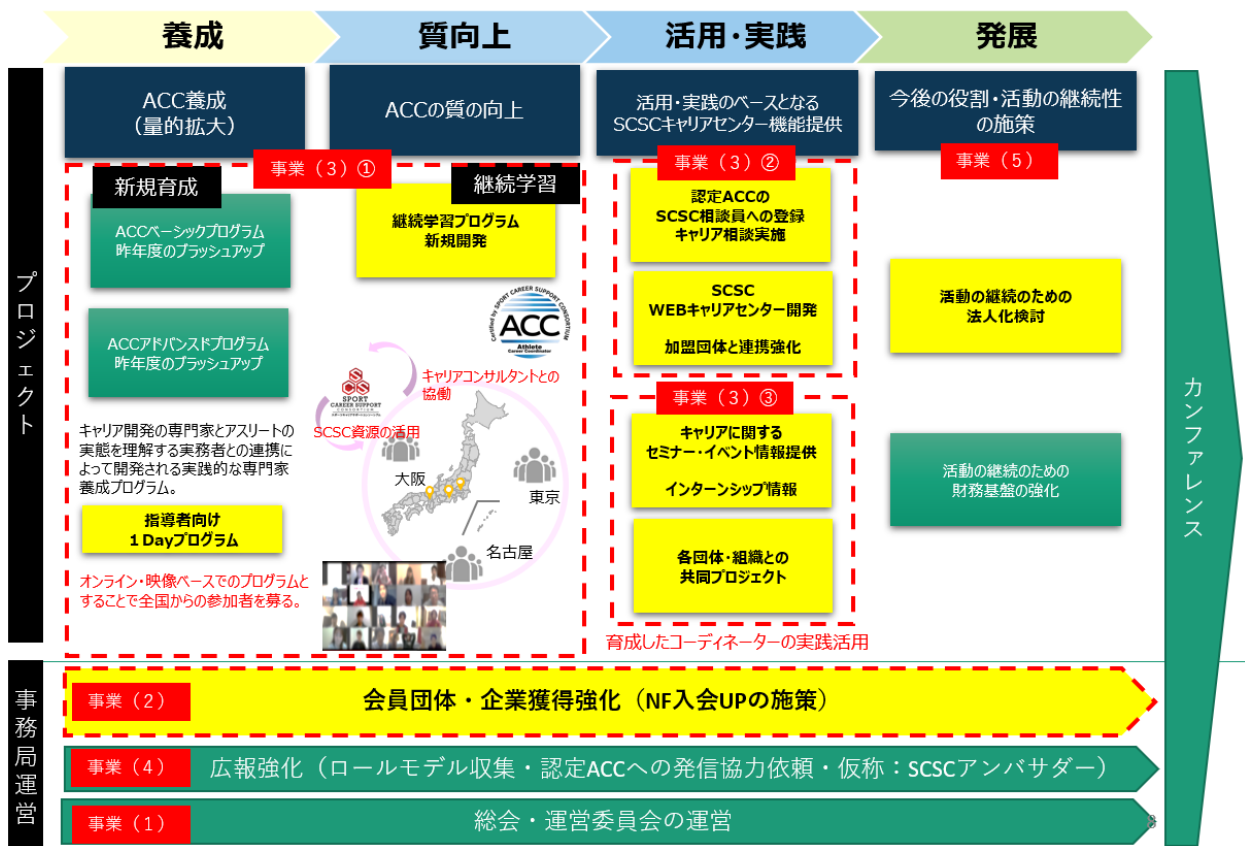 養成
質向上
活用・実践
発展
プロジェクト
ACC養成
（量的拡大）
ACCの質の向上
活用・実践のベースとなる
SCSCキャリアセンター機能提供
今後の役割・活動の継続性
の施策
事業（3）①
新規育成
継続学習
ACCベーシックプログラム
昨年度のブラッシュアップ
ACCアドバンスドプログラム
昨年度のブラッシュアップ
キャリア開発の専門家とアスリートの
実態を理解する実務者との連携に
よって開発される実践的な専門家
養成プログラム。
指導者向け
１Dayプログラム
オンライン・映像ベースでのプログラムと
することで全国からの参加者を募る。
継続学習プログラム
新規開発
Certified by SPORT CAREER SUPPORT CONSORTIUM
ACC
Athlete
Career Coordinator
キャリアコンサルタントとの
協働
SPORT
CAREER SUPPORT
CONSORTIUM
SCSC資源の活用
大阪
東京
名古屋
事業（3）②
認定ACCの
SCSC相談員への登録
キャリア相談実施
SCSC
WEBキャリアセンター開発
加盟団体と連携強化
事業（3）③
キャリアに関する
セミナー・イベント情報提供
インターンシップ情報
各団体・組織との
共同プロジェクト
育成したコーディネーターの実践活用
事業（5）
活動の継続のための
法人化検討
活動の継続のための
財務基盤の強化
カンファレンス
事務局運営
事業（2）
会員団体・企業獲得強化（NF入会UPの施策）
事業（4）
広報強化（ロールモデル収集・認定ACCへの発信協力依頼・仮称：SCSCアンバサダー）
事業（1）
総会・運営委員会の運営